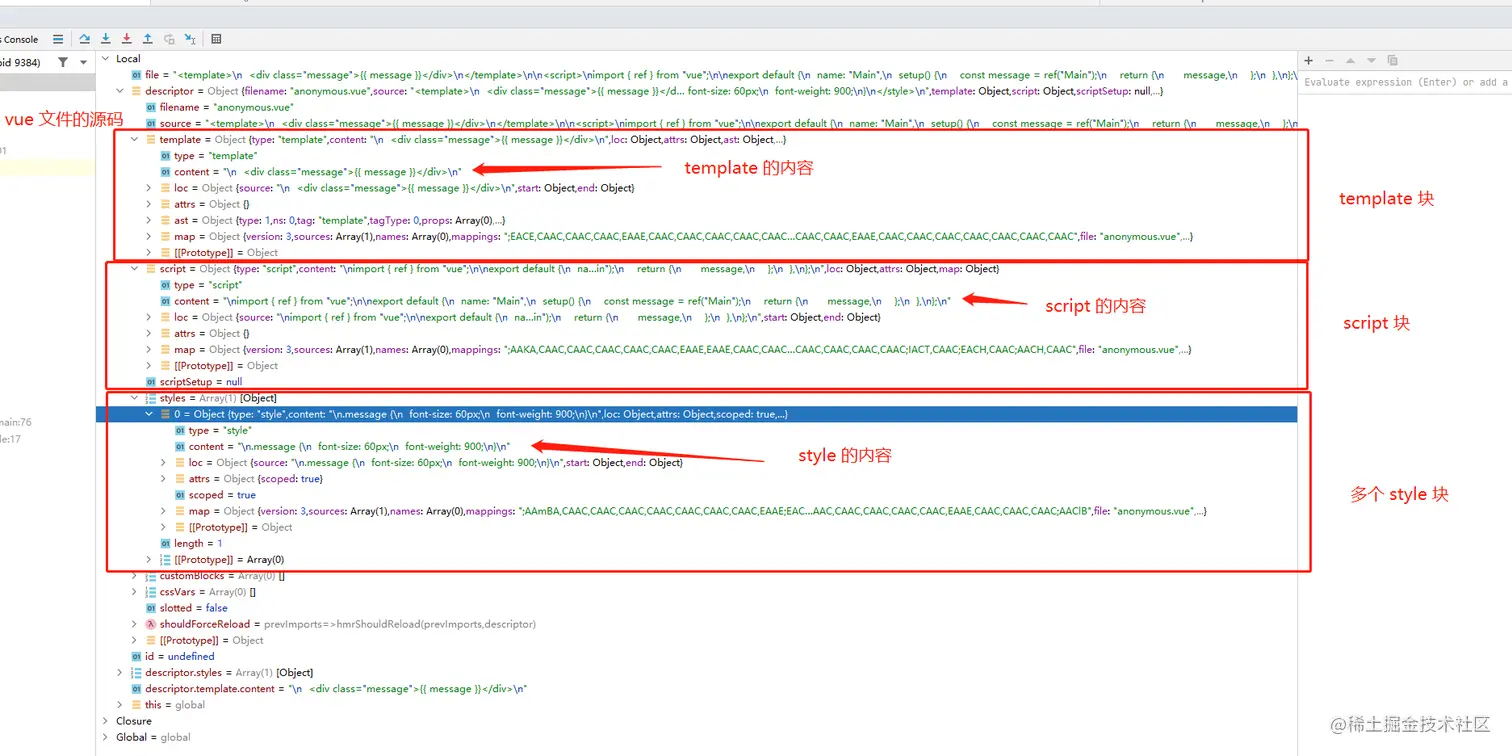 s Console
oid 9384)
Local
file = "<template>\n  <div class="message">{{ message }}</div>\n</template>\n\n<script>\nimport { ref } from "vue";\n\nexport default {\n  name: "Main",\n  setup() {\n    const message = ref("Main");\n    return {\n      message,\n    };\n  },\n};\
Evaluate expression (Enter) or add a
descriptor = Object {filename: "anonymous.vue",source: "<template>\n  <div class="message">{{ message }}</d... font-size: 60px;\n  font-weight: 900;\n}\n</style>\n",template: Object,script: Object,scriptSetup: null,...}
filename = "anonymous.vue"
vue 文件的源码
source = "<template>\n  <div class="message">{{ message }}</div>\n</template>\n\n<script>\nimport { ref } from "vue";\n\nexport default {\n  name: "Main",\n  setup() {\n    const message = ref("Main");\n    return {\n      message,\n    };\n
template = Object {type: "template",content: "\n  <div class="message">{{ message }}</div>\n",loc: Object,attrs: Object,ast: Object,...}
01
type = "template"
content = "\n  <div class="message">{{ message }}</div>\n"
template 的内容
loc = Object {source: "\n  <div class="message">{{ message }}</div>\n",start: Object,end: Object}
template 块
attrs = Object {}
ast = Object {type: 1,ns: 0,tag: "template",tagType: 0,props: Array(0),...}
map = Object {version: 3,sources: Array(1),names: Array(0),mappings: ";EACE,CAAC,CAAC,CAAC,EAAE,CAAC,CAAC,CAAC,CAAC,CAAC...CAAC,CAAC,EAAE,CAAC,CAAC,CAAC,CAAC,CAAC,CAAC,CAAC",file: "anonymous.vue",...}
[[Prototype]] = Object
script = Object {type: "script",content: "\nimport { ref } from "vue";\n\nexport default {\n  na...in");\n    return {\n      message,\n    };\n  },\n};\n",loc: Object,attrs: Object,map: Object}
type = "script"
content = "\nimport { ref } from "vue";\n\nexport default {\n  name: "Main",\n  setup() {\n    const message = ref("Main");\n    return {\n      message,\n    };\n  },\n};\n"
script 的内容
loc = Object {source: "\nimport { ref } from "vue";\n\nexport default {\n  na...in");\n    return {\n      message,\n    };\n  },\n};\n",start: Object,end: Object}
script 块
attrs = Object {}
map = Object {version: 3,sources: Array(1),names: Array(0),mappings: ";AAKA,CAAC,CAAC,CAAC,CAAC,CAAC,EAAE,EAAE,CAAC,CAAC...CAAC,CAAC,CAAC,CAAC,CAAC;IACT,CAAC;EACH,CAAC;AACH,CAAC",file: "anonymous.vue",...}
[[Prototype]] = Object
scriptSetup = null
styles = Array(1) [Object]
0 = Object {type: "style",content: "\n.message {\n  font-size: 60px;\n  font-weight: 900;\n}\n",loc: Object,attrs: Object,scoped: true,...}
main:76
type = "style"
le:17
content = "\n.message {\n  font-size: 60px;\n  font-weight: 900;\n}\n"
style 的内容
loc = Object {source: "\n.message {\n  font-size: 60px;\n  font-weight: 900;\n}\n",start: Object,end: Object}
attrs = Object {scoped: true}
scoped = true
多个 style 块
map = Object {version: 3,sources: Array(1),names: Array(0),mappings: ";AAmBA,CAAC,CAAC,CAAC,CAAC,CAAC,CAAC,CAAC,EAAE;EAC...AAC,CAAC,CAAC,CAAC,CAAC,EAAE,CAAC,CAAC,CAAC;AAClB",file: "anonymous.vue",...}
[[Prototype]] = Object
length = 1
[[Prototype]] = Array(0)
customBlocks = Array(0) []
cssVars = Array(0) []
slotted = false
shouldForceReload = prevImports=>hmrShouldReload(prevImports,descriptor)
[[Prototype]] = Object
id = undefined
descriptor.styles = Array(1) [Object]
descriptor.template.content = "\n  <div class="message">{{ message }}</div>\n"
this = global
Closure
Global = global
@稀土掘金技术社区